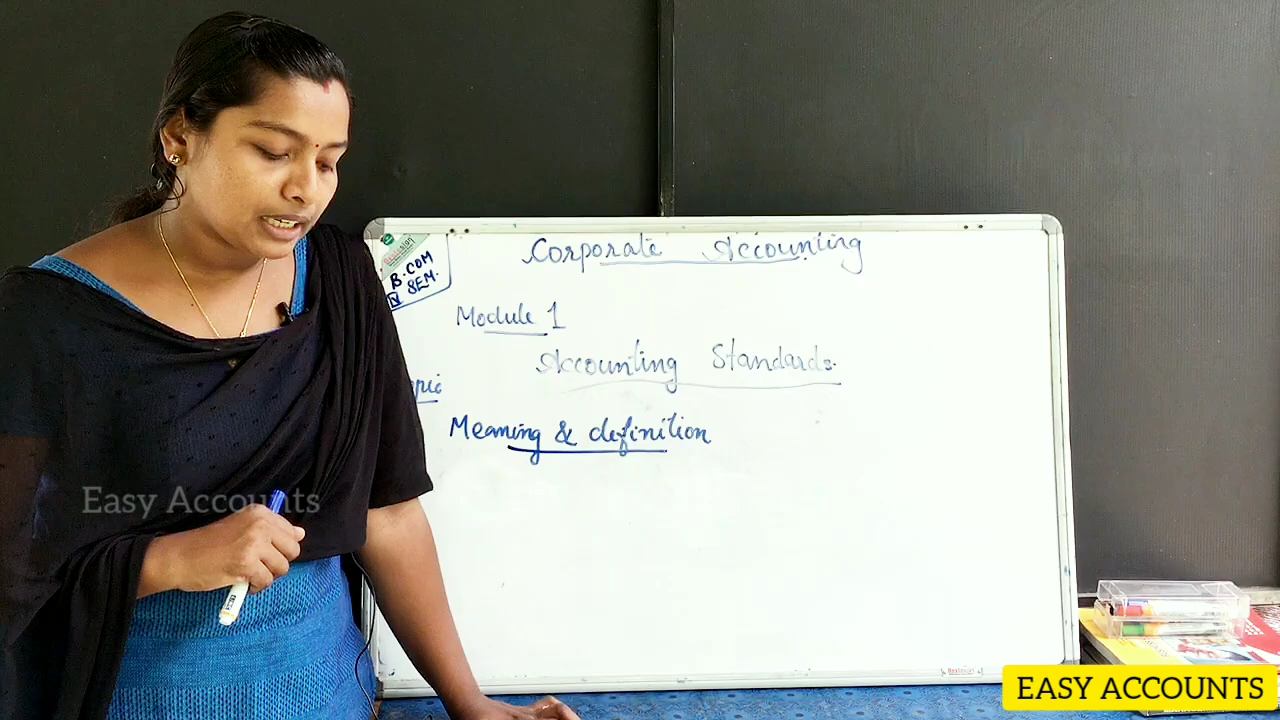 Corporate Accounting
B.COM
IV SEM.
Module 1
Accounting Standards.
Meaning & definition
Easy Accounts
EASY ACCOUNTS